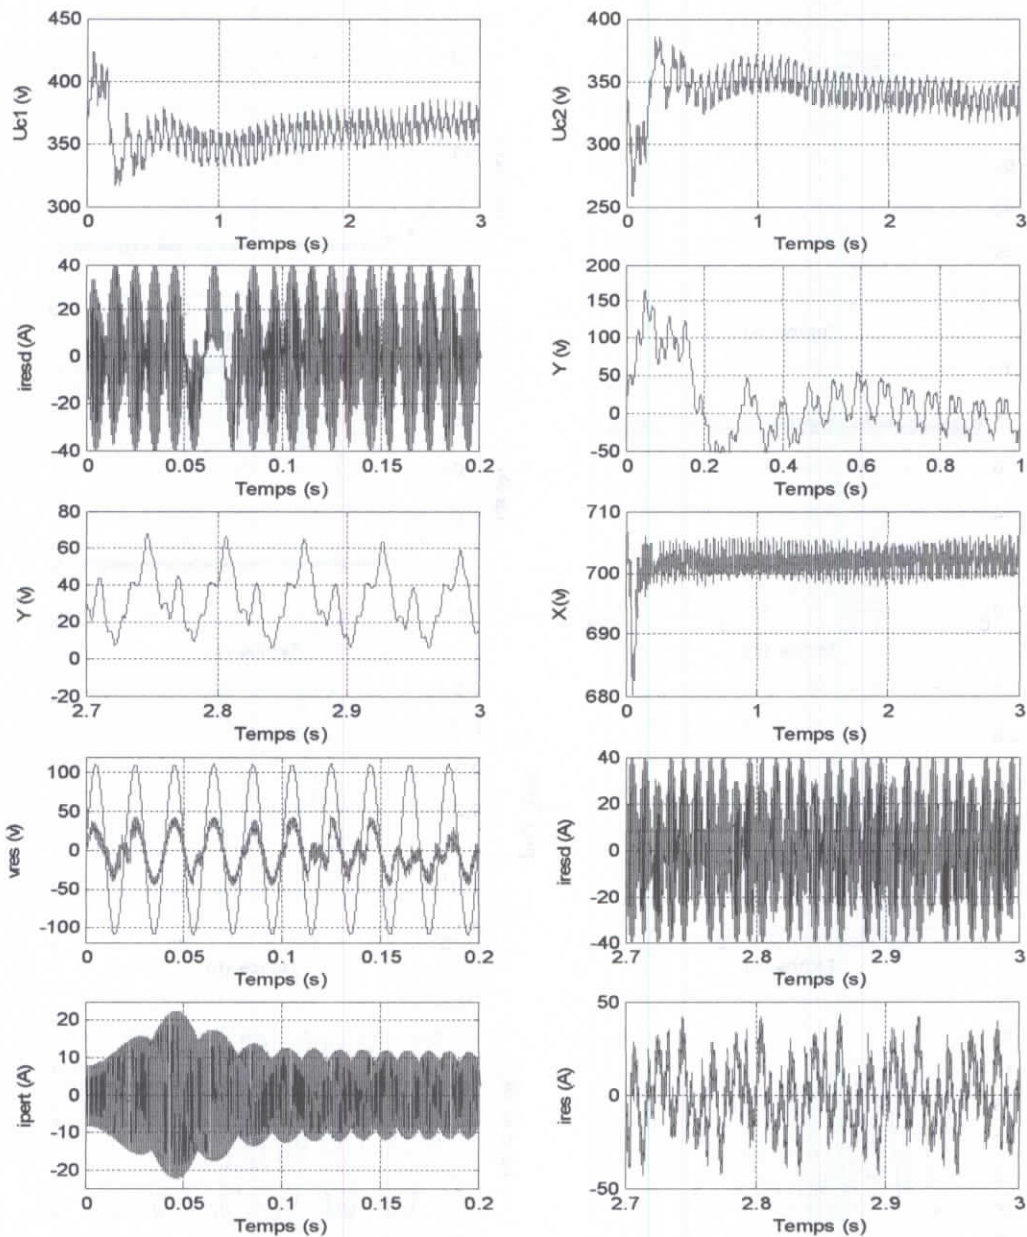 450
400
350
300
Uc1 (v)
0 1 2 3
Temps (s)
400
350
300
250
Uc2 (v)
0 1 2 3
Temps (s)
40
20
0
-20
-40
iresd (A)
0 0.05 0.1 0.15 0.2
Temps (s)
200
150
100
50
0
-50
Y (v)
0 0.2 0.4 0.6 0.8 1
Temps (s)
80
60
40
20
0
-20
Y (v)
2.7 2.8 2.9 3
Temps (s)
710
700
690
680
X(v)
0 1 2 3
Temps (s)
100
50
0
-50
-100
vres (v)
0 0.05 0.1 0.15 0.2
Temps (s)
40
20
0
-20
-40
iresd (A)
2.7 2.8 2.9 3
Temps (s)
20
10
0
-10
-20
ipert (A)
0 0.05 0.1 0.15 0.2
Temps (s)
50
0
-50
ires (A)
2.7 2.8 2.9 3
Temps (s)